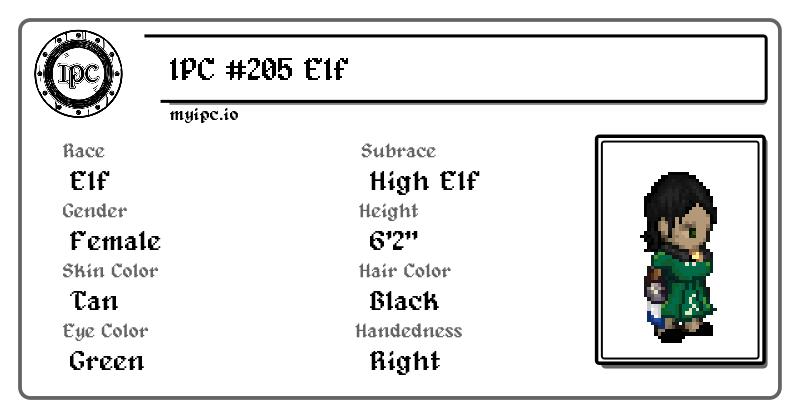 IPC
IPC #205 Elf
myipc.io
Race
Elf
Subrace
High Elf
Gender
Female
Height
6'2"
Skin Color
Tan
Hair Color
Black
Eye Color
Green
Handedness
Right